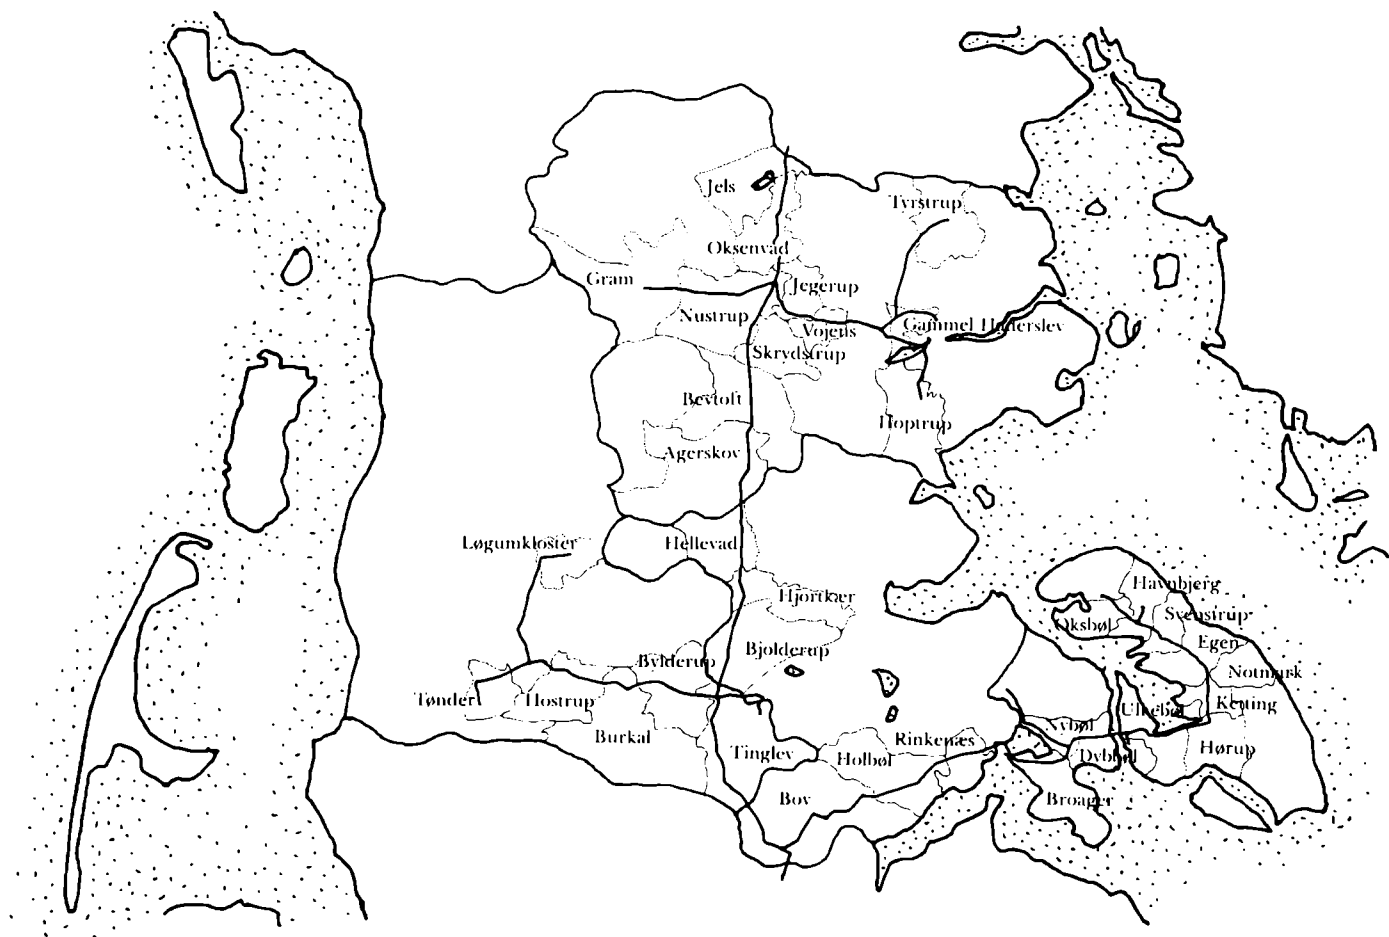 Jels
Tyrstrup
Oksenvad
Gram
Jegerup
Nustrup
Vojens
Gammel Haderslev
Skrydstrup
Bevtoft
Hoptrup
Agerskov
Løgumkloster
Hellevad
Havnbjerg
Hjortkær
Svenstrup
Oksbøl
Egen
Bjolderup
Bylderup
Notmark
Tønder
Hostrup
Ketting
Ulkebøl
Nybøl
Burkal
Rinkenæs
Tinglev
Holbøl
Dybbøl
Hørup
Bov
Broager